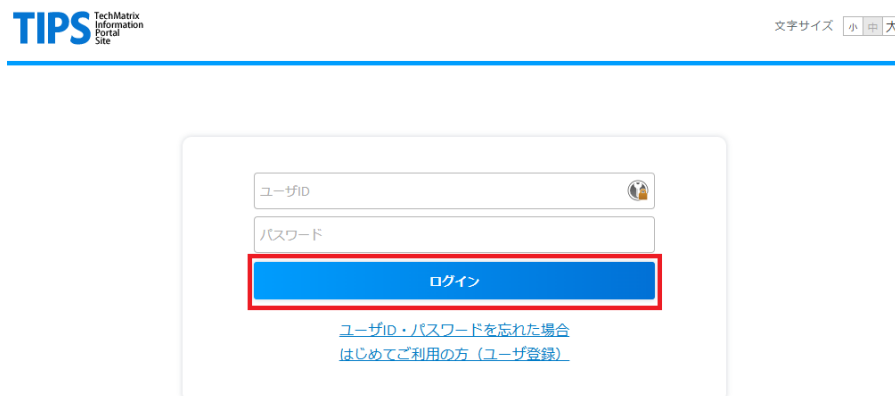 TIPS TechMatrix
Information
Portal
Site
文字サイズ 小 中 大
ユーザID
パスワード
ログイン
ユーザID・パスワードを忘れた場合
はじめてご利用の方（ユーザ登録）